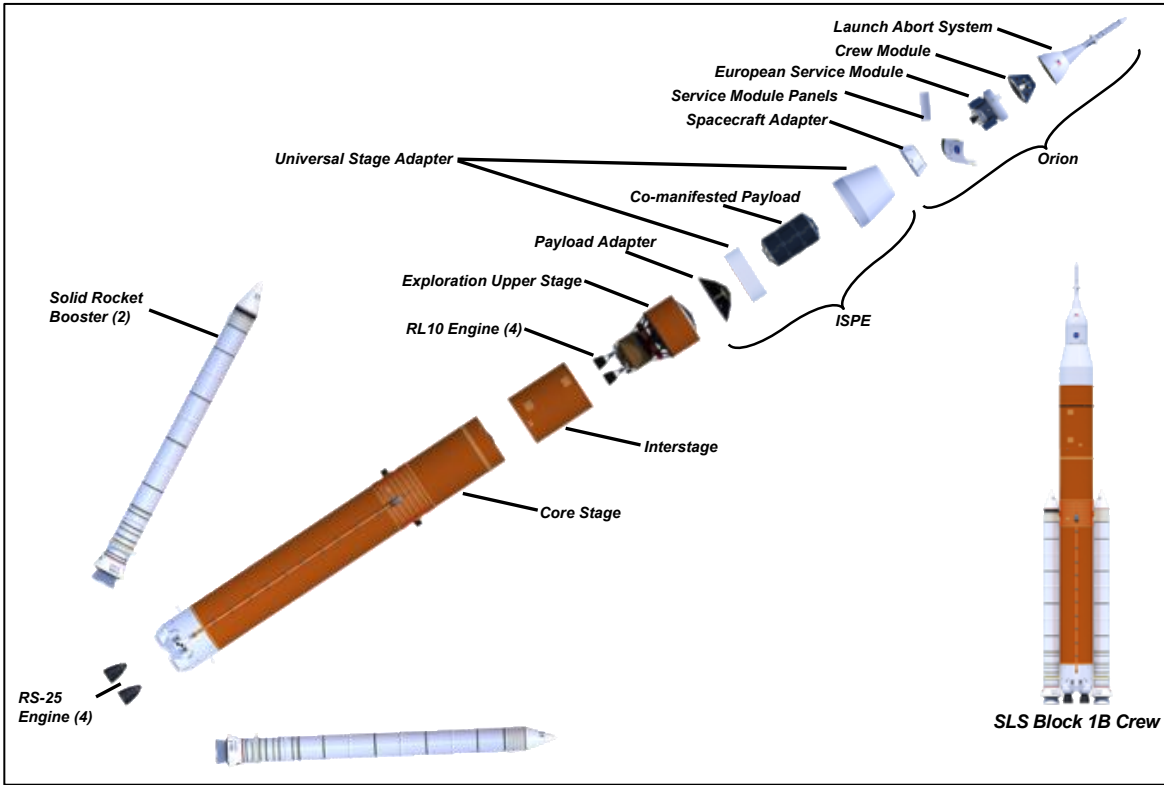 Launch Abort System
Crew Module
European Service Module
Service Module Panels
Spacecraft Adapter
Universal Stage Adapter
Orion
Co-manifested Payload
Payload Adapter
Exploration Upper Stage
Solid Rocket
Booster (2)
ISPE
RL10 Engine (4)
Interstage
Core Stage
RS-25
Engine (4)
SLS Block 1B Crew